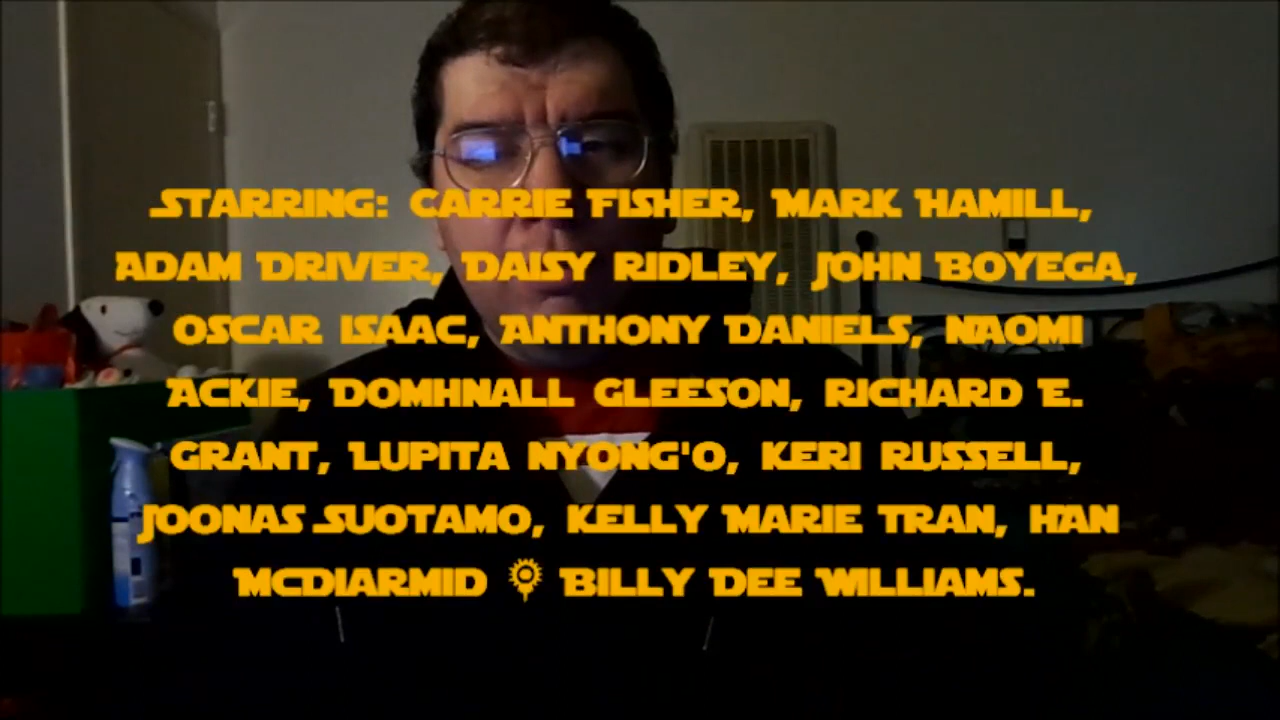 Starring: Carrie Fisher, Mark Hamill,
Adam Driver, Daisy Ridley, John Boyega,
Oscar Isaac, Anthony Daniels, Naomi
Ackie, Domhnall Gleeson, Richard E.
Grant, Lupita Nyong'o, Keri Russell,
Joonas Suotamo, Kelly Marie Tran, Han
McDiarmid & Billy Dee Williams.